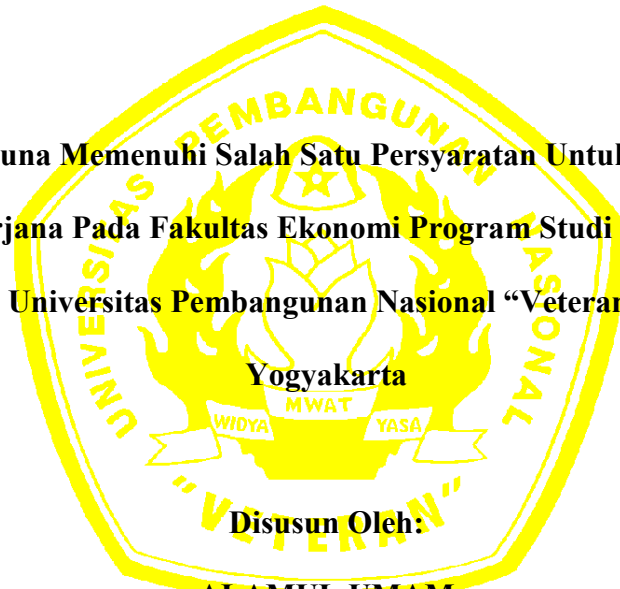 una Memenuhi Salah Satu Persyaratan Untuk
rjana Pada Fakultas Ekonomi Program Studi
Universitas Pembangunan Nasional “Veteran
Yogyakarta
Disusun Oleh:
UNIVERSITAS PEMBANGUNAN NASIONAL
WIDYA MWAT YASA
"VETERAN"